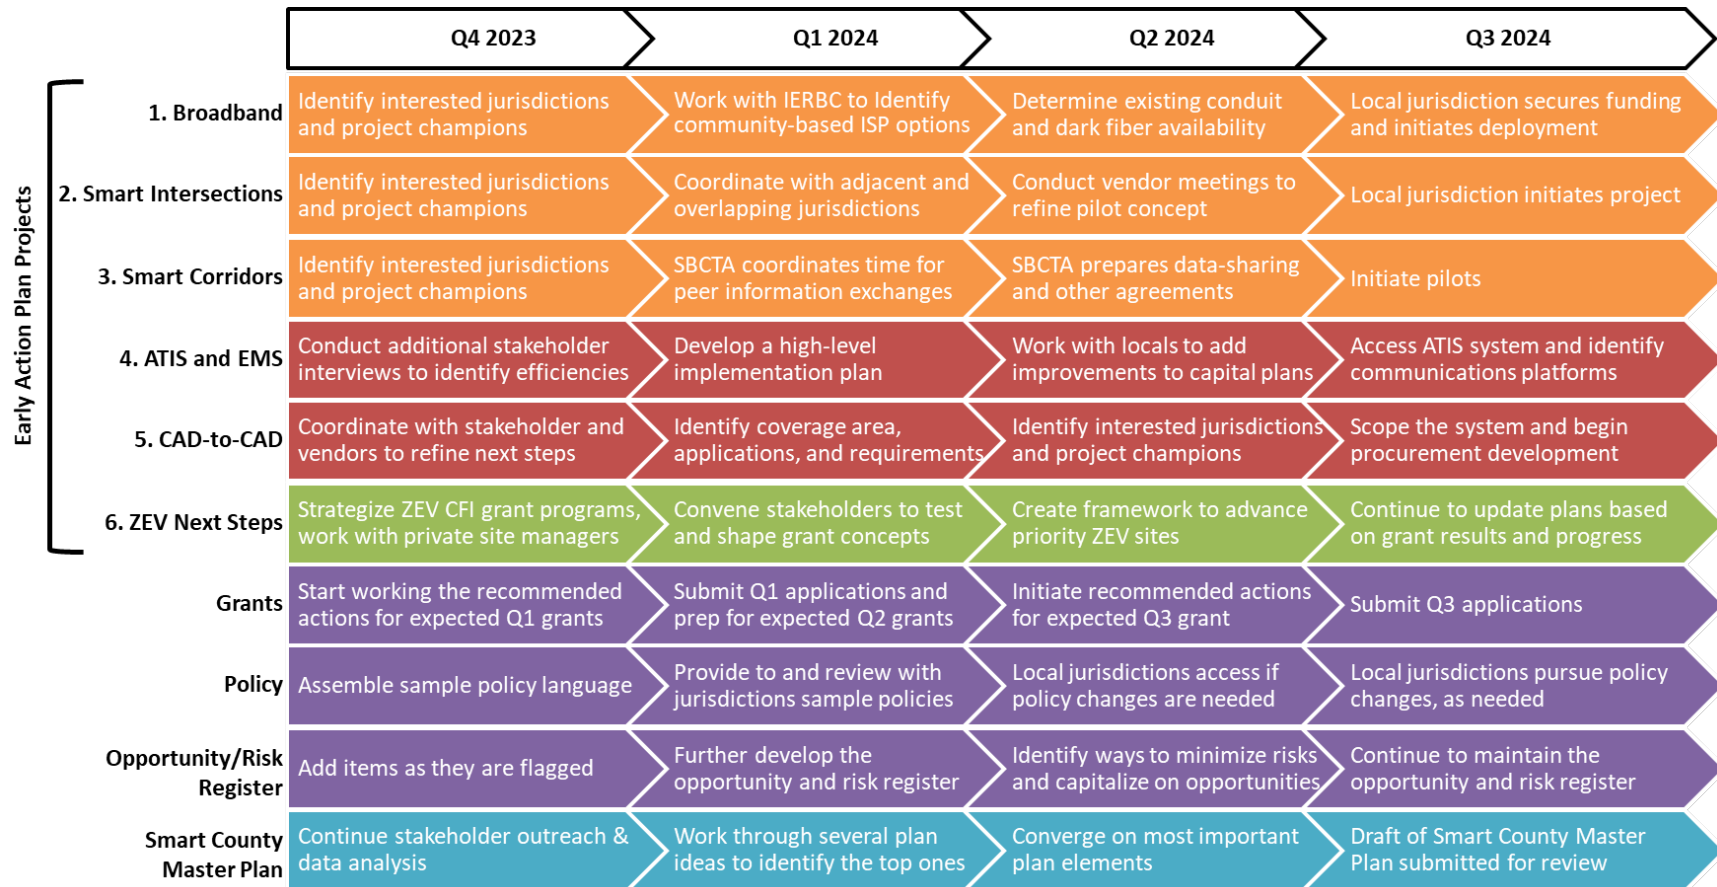 Q4 2023
Q1 2024
Q2 2024
Q3 2024
Early Action Plan Projects
1. Broadband
Identify interested jurisdictions
and project champions
Work with IERBC to Identify
community-based ISP options
Determine existing conduit
and dark fiber availability
Local jurisdiction secures funding
and initiates deployment
2. Smart Intersections
Identify interested jurisdictions
and project champions
Coordinate with adjacent and
overlapping jurisdictions
Conduct vendor meetings to
refine pilot concept
Local jurisdiction initiates project
3. Smart Corridors
Identify interested jurisdictions
and project champions
SBCTA coordinates time for
peer information exchanges
SBCTA prepares data-sharing
and other agreements
Initiate pilots
4. ATIS and EMS
Conduct additional stakeholder
interviews to identify efficiencies
Develop a high-level
implementation plan
Work with locals to add
improvements to capital plans
Access ATIS system and identify
communications platforms
5. CAD-to-CAD
Coordinate with stakeholder and
vendors to refine next steps
Identify coverage area,
applications, and requirements
Identify interested jurisdictions
and project champions
Scope the system and begin
procurement development
6. ZEV Next Steps
Strategize ZEV CFI grant programs,
work with private site managers
Convene stakeholders to test
and shape grant concepts
Create framework to advance
priority ZEV sites
Continue to update plans based
on grant results and progress
Grants
Start working the recommended
actions for expected Q1 grants
Submit Q1 applications and
prep for expected Q2 grants
Initiate recommended actions
for expected Q3 grant
Submit Q3 applications
Policy
Assemble sample policy language
Provide to and review with
jurisdictions sample policies
Local jurisdictions access if
policy changes are needed
Local jurisdictions pursue policy
changes, as needed
Opportunity/Risk
Register
Add items as they are flagged
Further develop the
opportunity and risk register
Identify ways to minimize risks
and capitalize on opportunities
Continue to maintain the
opportunity and risk register
Smart County
Master Plan
Continue stakeholder outreach &
data analysis
Work through several plan
ideas to identify the top ones
Converge on most important
plan elements
Draft of Smart County Master
Plan submitted for review